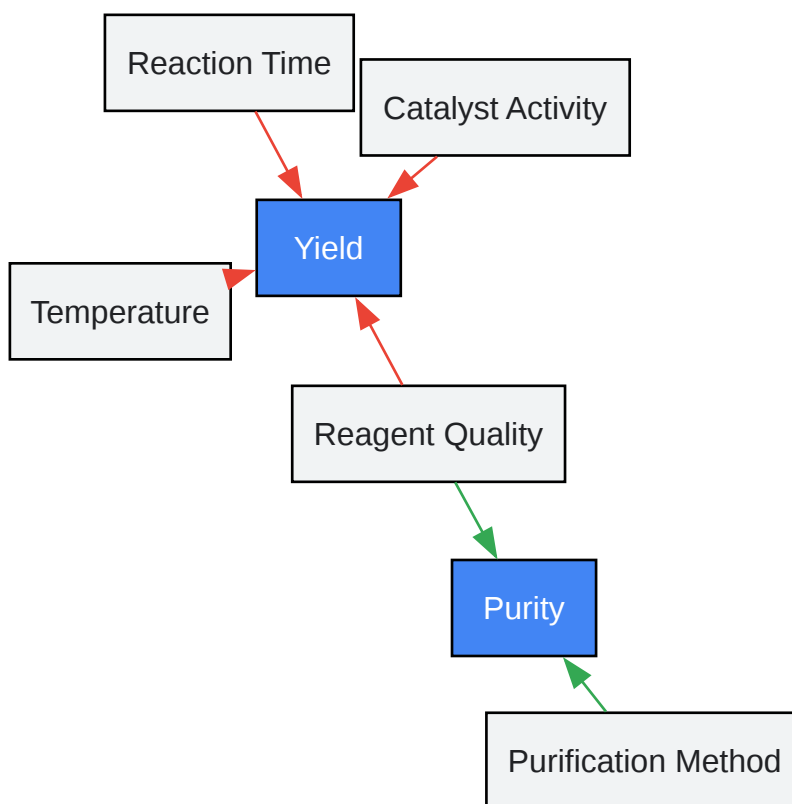 Reaction Time
Catalyst Activity
Yield
Temperature
Reagent Quality
Purity
Purification Method